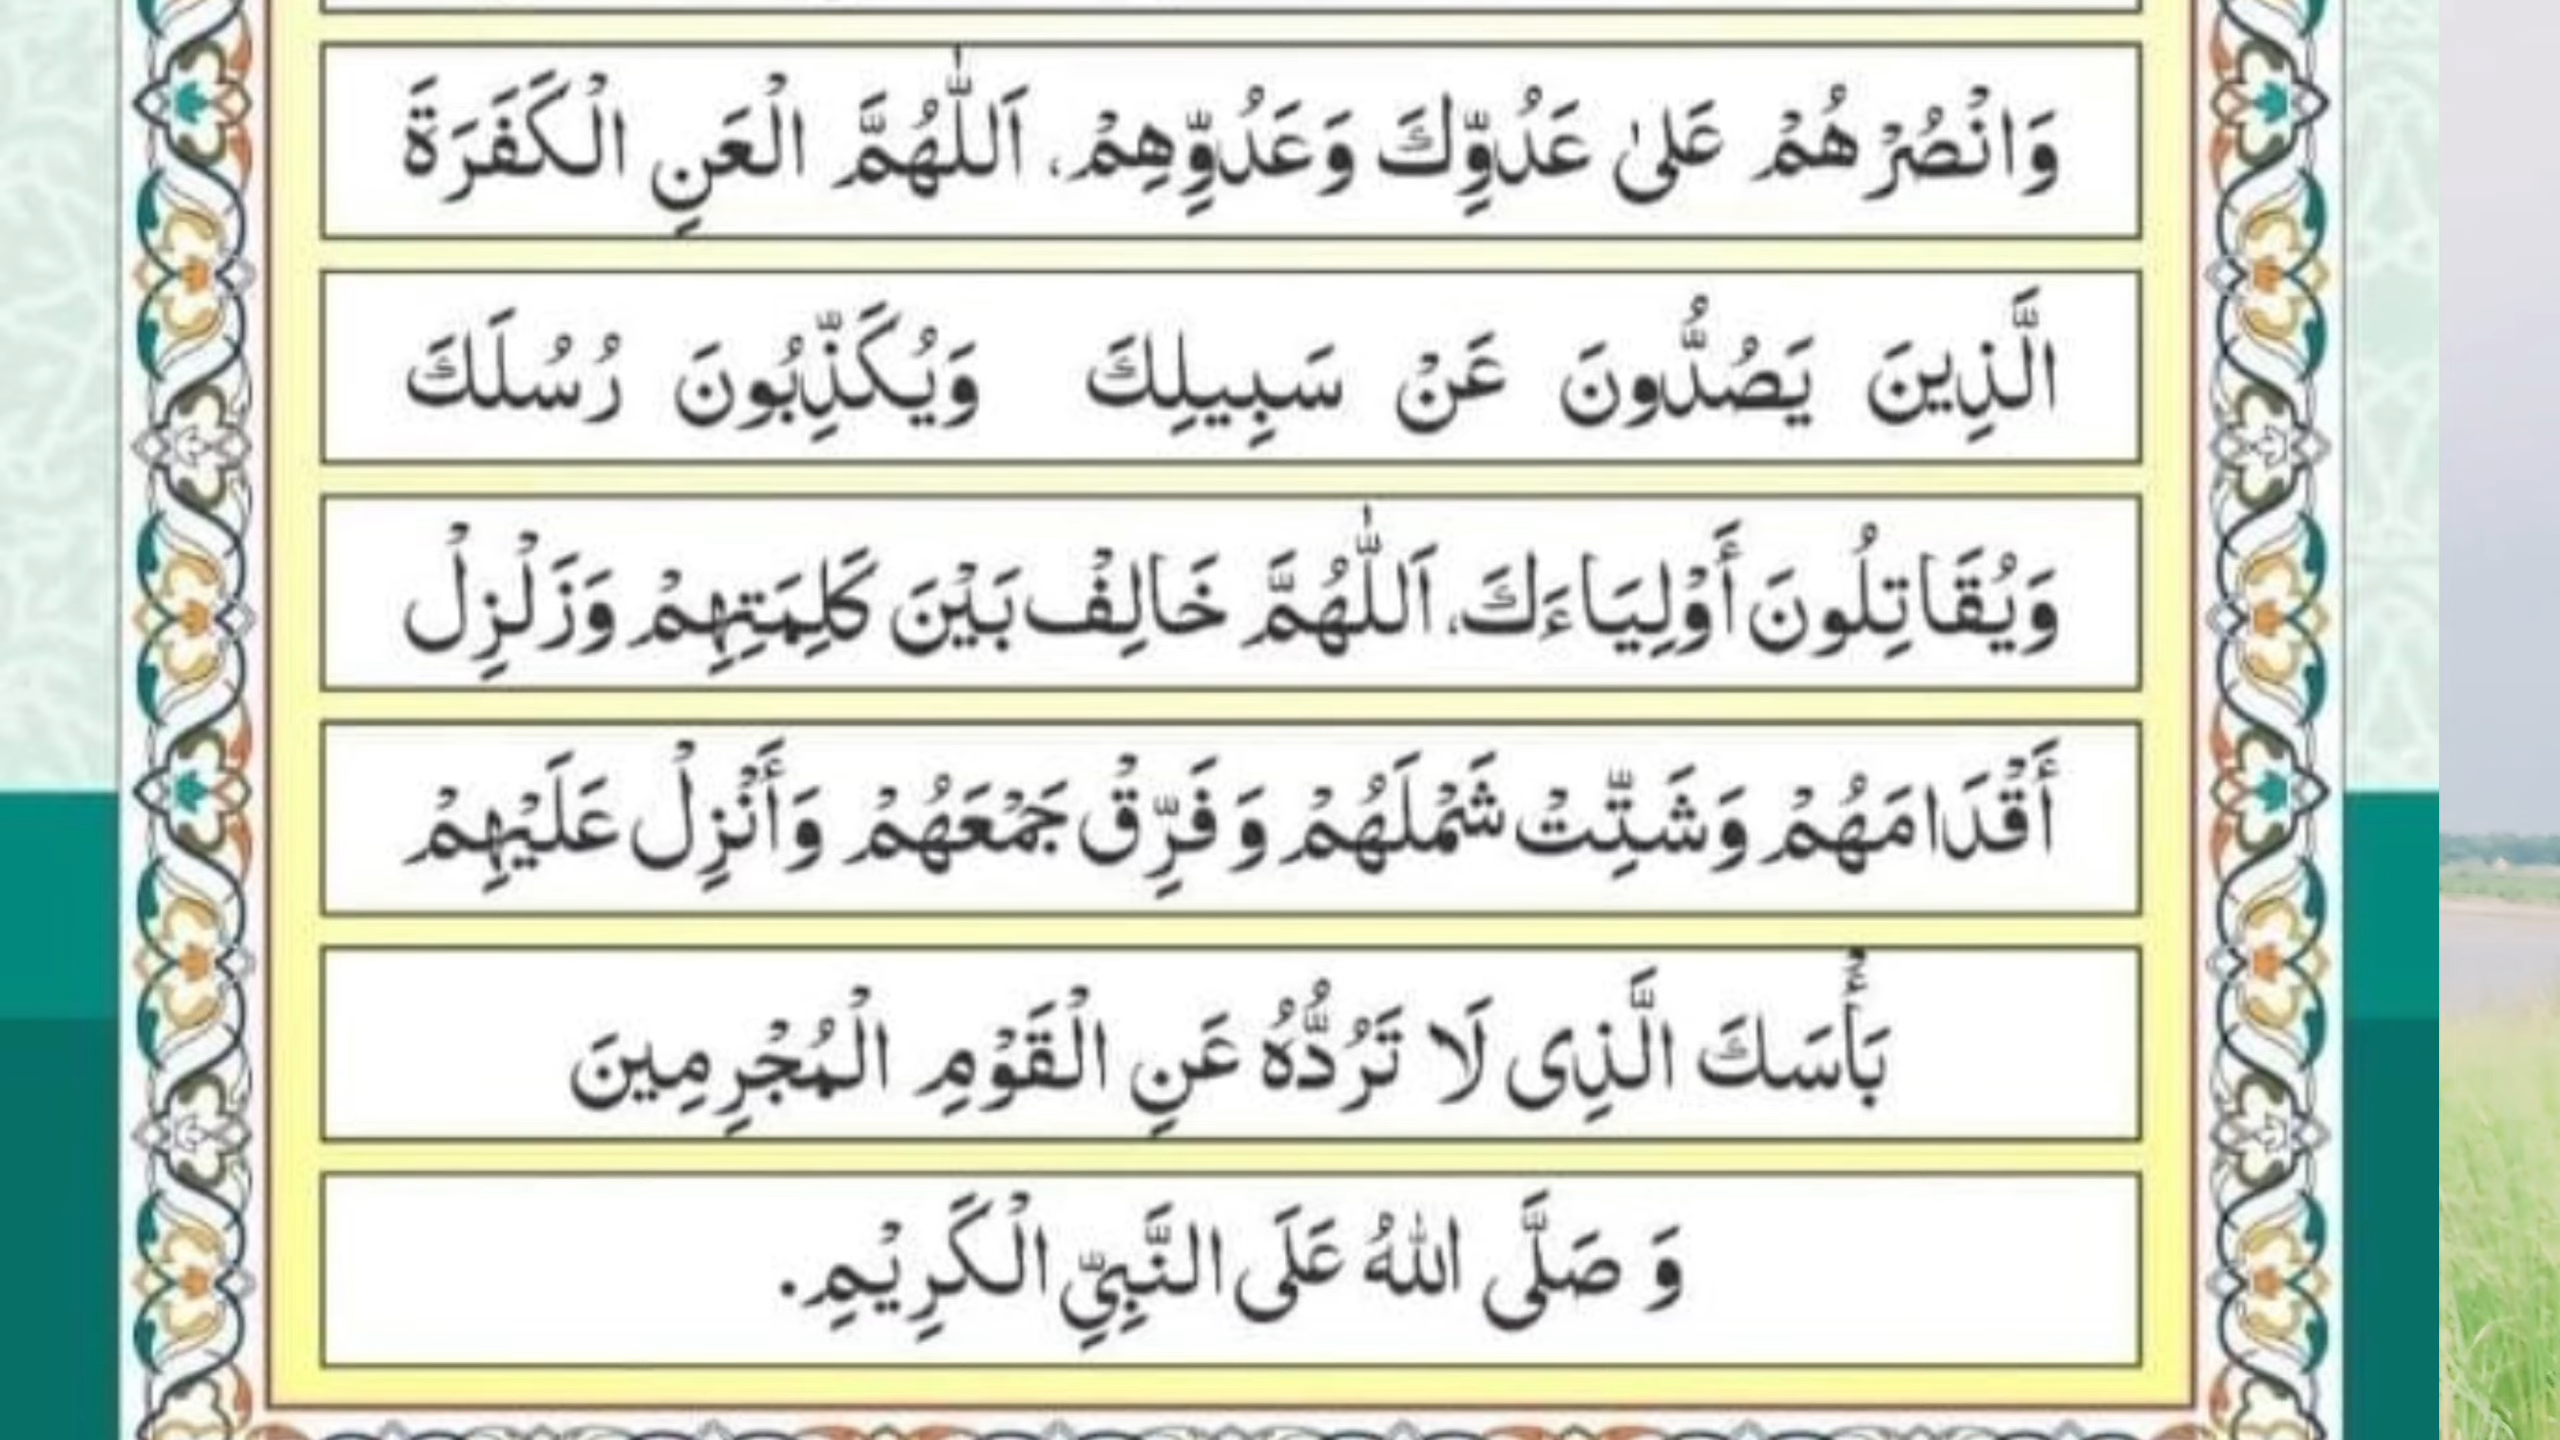 وَانْصُرْهُمْ عَلىٰ عَدُوِّكَ وَعَدُوِّهِمْ، اَللّٰهُمَّ الْعَنِ الْكَفَرَةَ
الَّذِينَ يَصُدُّونَ عَنْ سَبِيلِكَ وَيُكَذِّبُونَ رُسُلَكَ
وَيُقَاتِلُونَ أَوْلِيَاءَكَ، اَللّٰهُمَّ خَالِفْ بَيْنَ كَلِمَتِهِمْ وَزَلْزِلْ
أَقْدَامَهُمْ وَشَتِّتْ شَمْلَهُمْ وَ فَرِّقْ جَمْعَهُمْ وَأَنْزِلْ عَلَيْهِمْ
بَأْسَكَ الَّذِى لَا تَرُدُّهُ عَنِ الْقَوْمِ الْمُجْرِمِينَ
وَ صَلَّى اللهُ عَلَى النَّبِيِّ الْكَرِيْمِ.